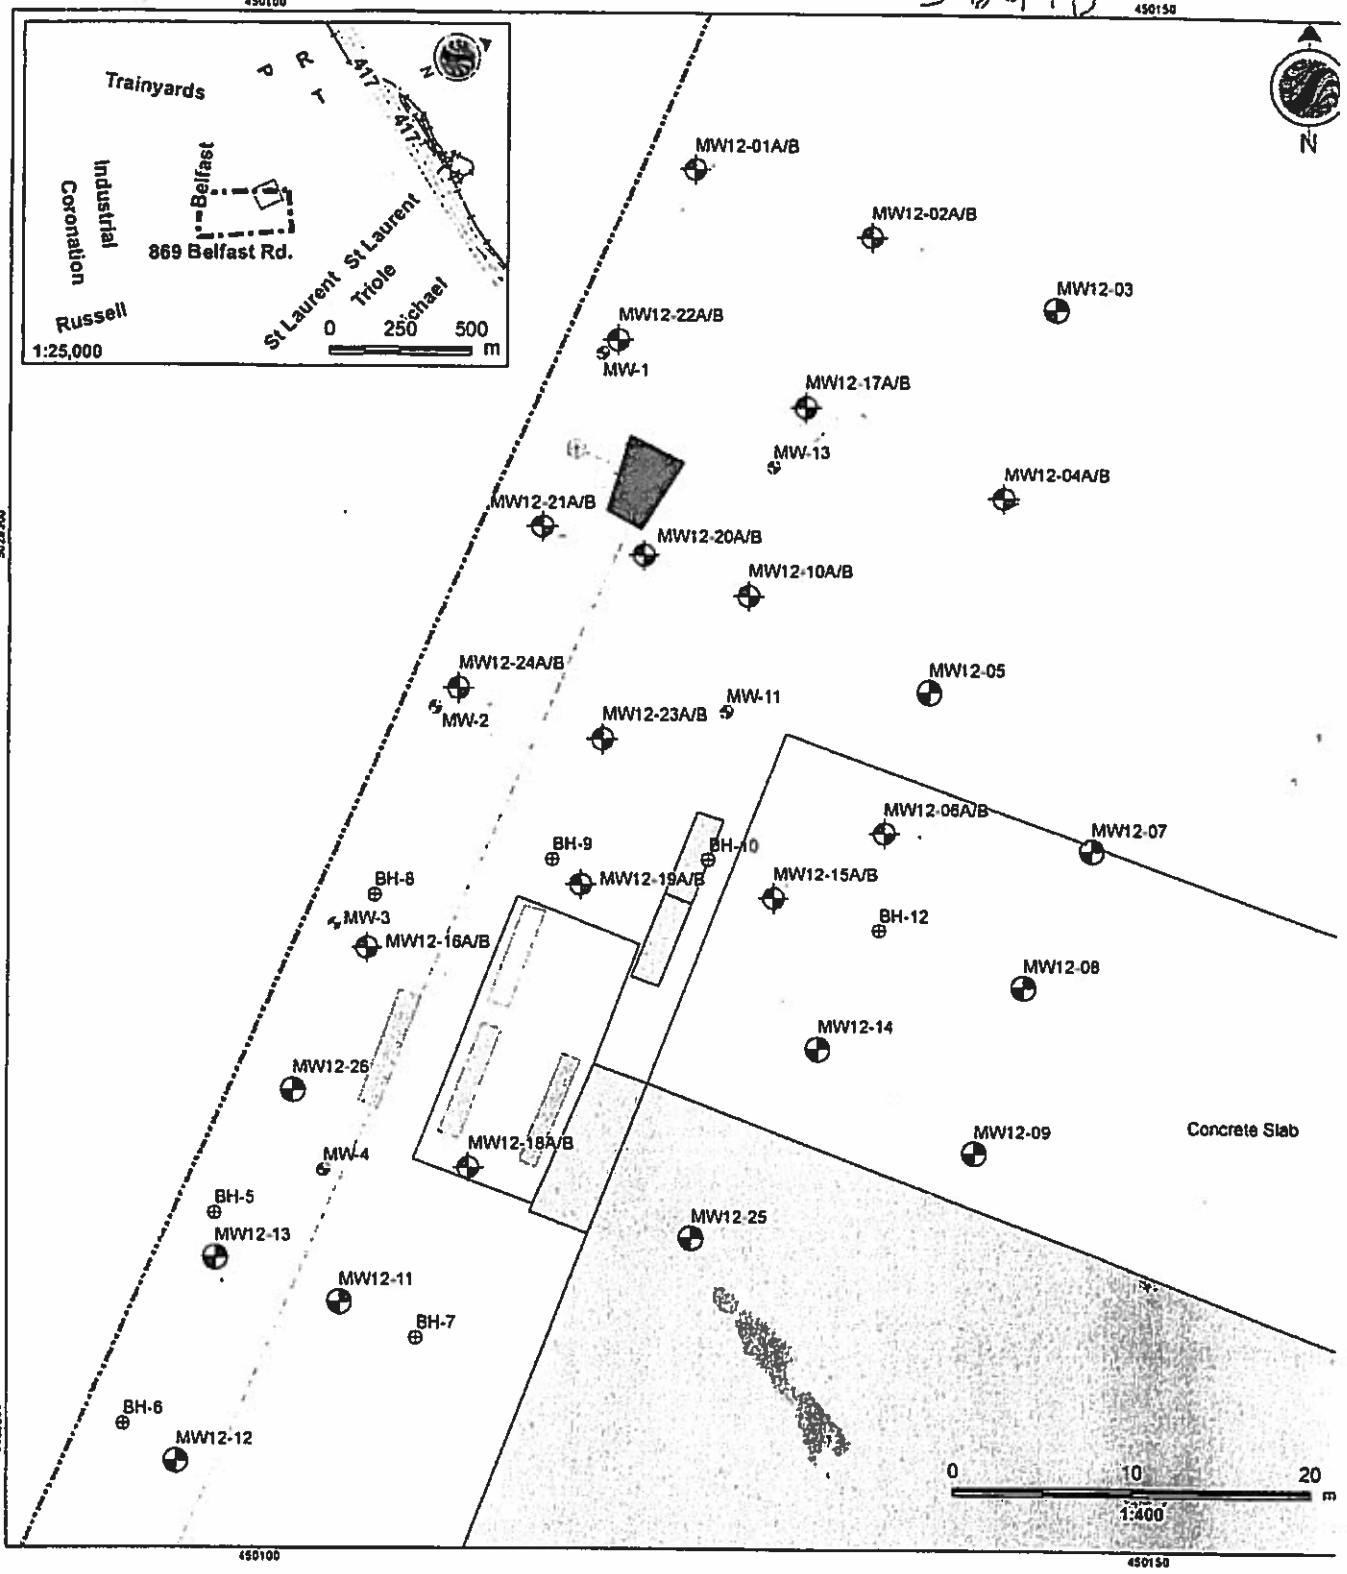 450100
450150
Trainyards
P
R
T
417
417
N
Belfast
Industrial
Coronation
869 Belfast Rd.
St Laurent
St Laurent
Triole
ichael
Russell
0 250 500
m
1:25,000
N
MW12-01A/B
MW12-02A/B
MW12-03
MW12-22A/B
MW-1
MW12-17A/B
MW-13
MW12-04A/B
MW12-21A/B
MW12-20A/B
MW12-10A/B
MW12-24A/B
MW-2
MW12-05
MW-11
MW12-23A/B
MW12-06A/B
MW12-07
BH-9
BH-10
MW12-19A/B
MW12-15A/B
BH-8
MW-3
BH-12
MW12-16A/B
MW12-08
MW12-14
MW12-26
MW12-09
Concrete Slab
MW12-18A/B
MW-4
BH-5
MW12-25
MW12-13
MW12-11
BH-7
BH-6
MW12-12
0 10 20
m
1:400
450100
450150